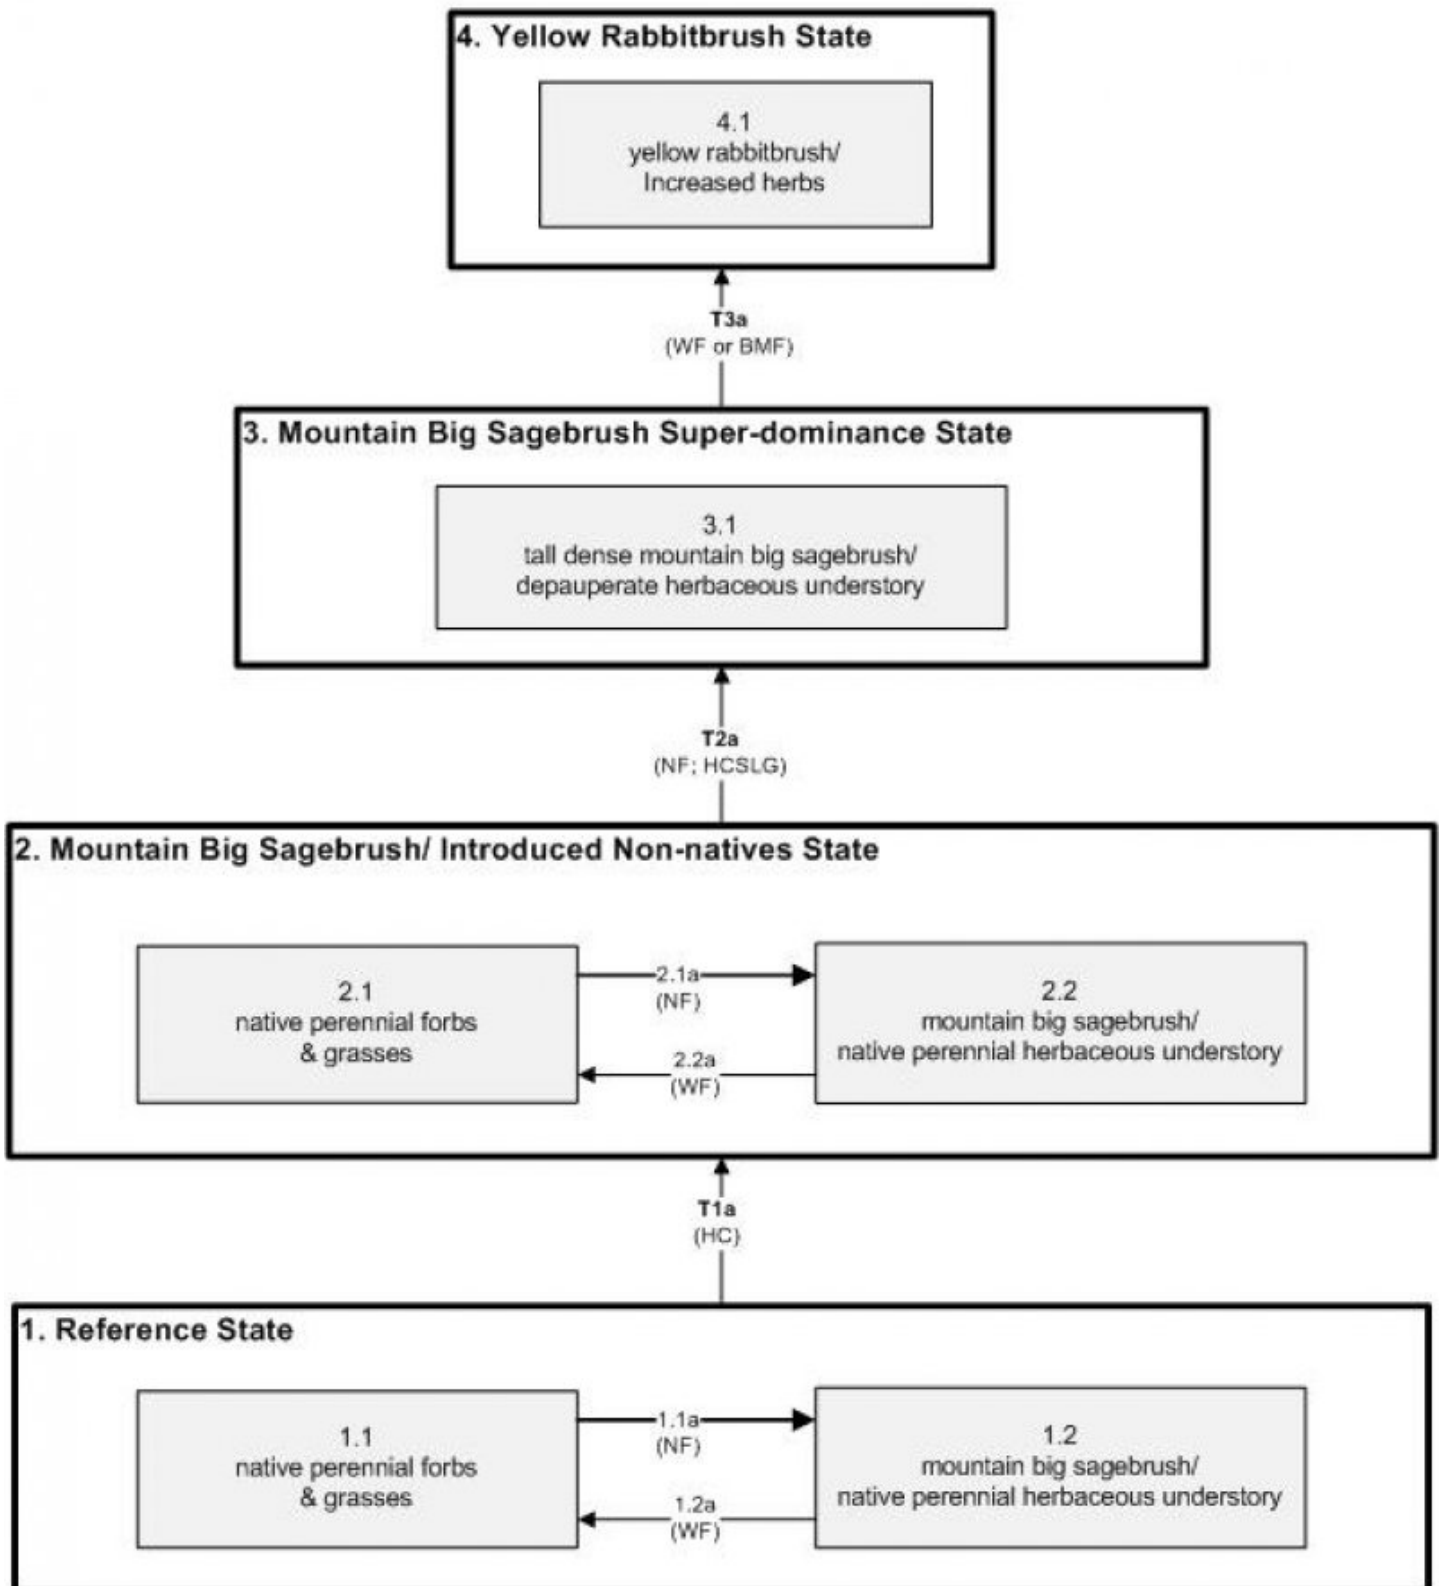 4. Yellow Rabbitbrush State
4.1
yellow rabbitbrush/
Increased herbs
T3a
(WF or BMF)
3. Mountain Big Sagebrush Super-dominance State
3.1
tall dense mountain big sagebrush/
depauperate herbaceous understory
T2a
(NF; HCSLG)
2. Mountain Big Sagebrush/ Introduced Non-natives State
2.1
native perennial forbs
& grasses
2.1a
(NF)
2.2a
(WF)
2.2
mountain big sagebrush/
native perennial herbaceous understory
T1a
(HC)
1. Reference State
1.1
native perennial forbs
& grasses
1.1a
(NF)
1.2a
(WF)
1.2
mountain big sagebrush/
native perennial herbaceous understory